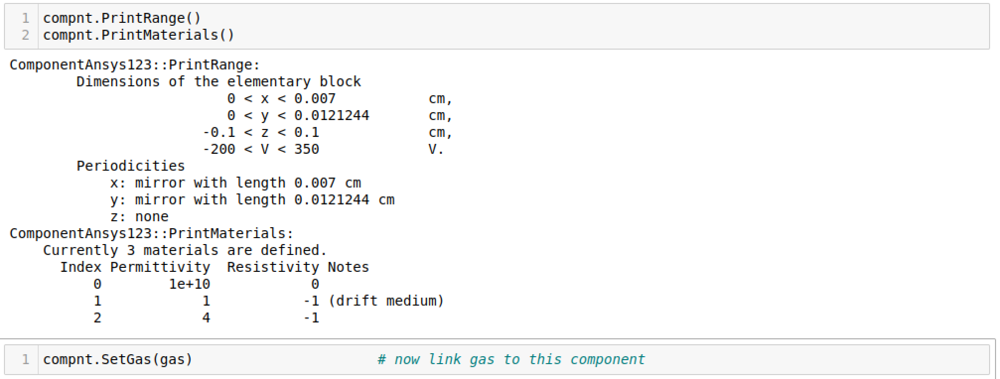 1 compnt.PrintRange()
2 compnt.PrintMaterials()
ComponentAnsys123::PrintRange:
        Dimensions of the elementary block
                          0 < x < 0.007           cm,
                          0 < y < 0.0121244       cm,
                       -0.1 < z < 0.1             cm,
                       -200 < V < 350             V.
        Periodicities
            x: mirror with length 0.007 cm
            y: mirror with length 0.0121244 cm
            z: none
ComponentAnsys123::PrintMaterials:
    Currently 3 materials are defined.
      Index Permittivity  Resistivity Notes
          0        1e+10            0
          1            1           -1 (drift medium)
          2            4           -1
1 compnt.SetGas(gas)                      # now link gas to this component